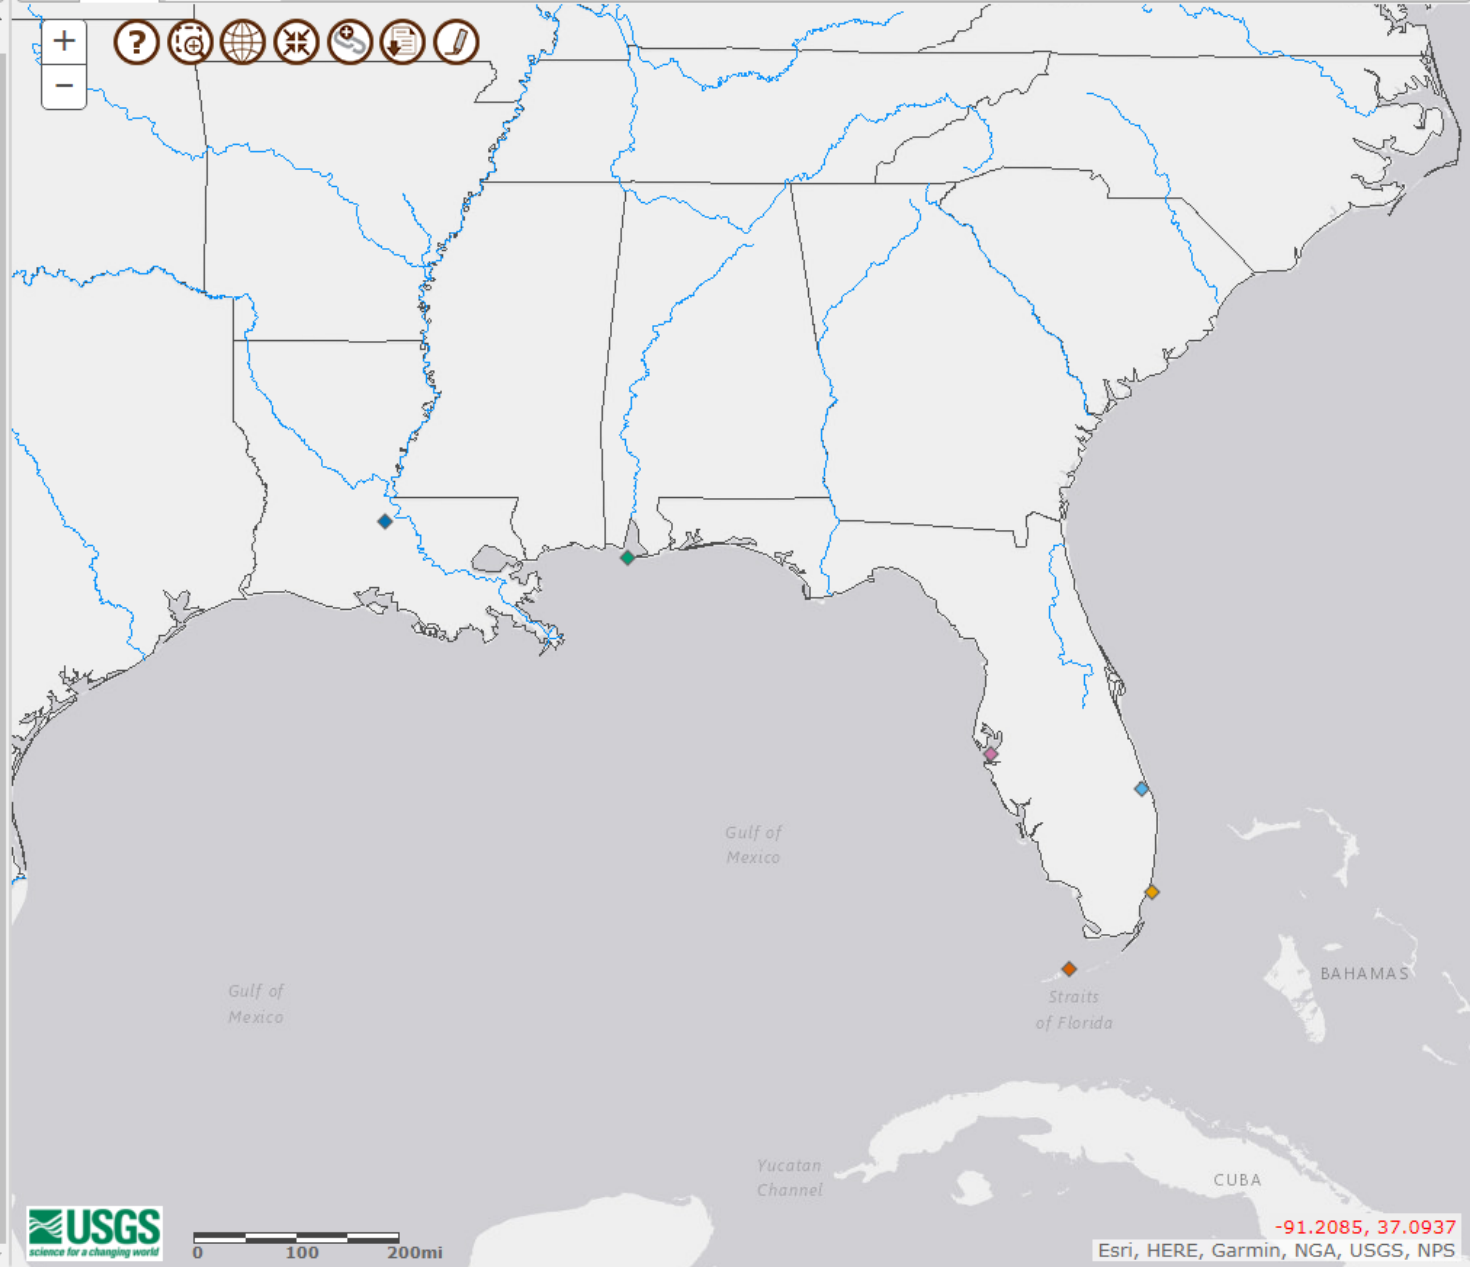 +
?
−
Gulf of
Mexico
Gulf of
Mexico
BAHAMAS
Straits
of Florida
Yucatan
Channel
CUBA
USGS
science for a changing world
0 100 200mi
-91.2085, 37.0937
Esri, HERE, Garmin, NGA, USGS, NPS